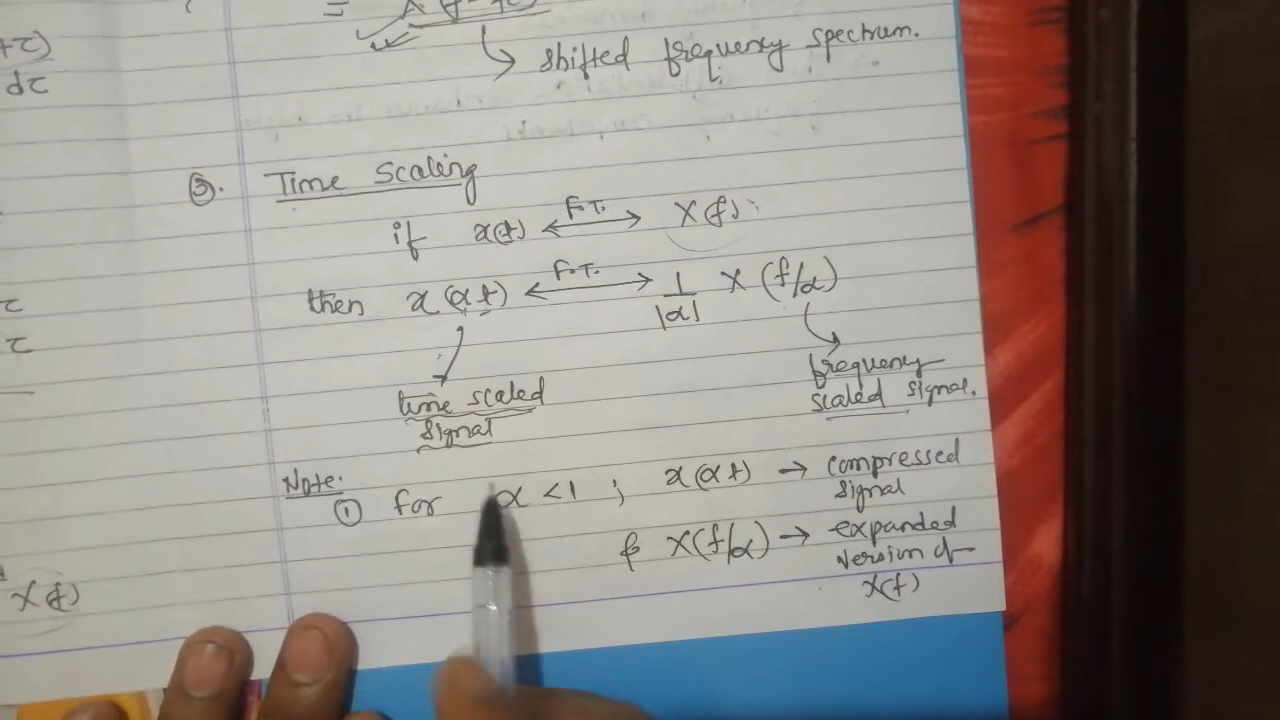 +τ)
dτ
=
→ shifted frequency spectrum.
③. Time Scaling
if x(t) <—F.T.—> X(f)
then x(αt) <—F.T.—> 1/|α| X(f/α)
τ
τ
time scaled
signal
frequency
scaled signal.
Note:
① for α < 1 ; x(αt) → compressed
signal
& X(f/α) → expanded
version of
X(f)
X(f)